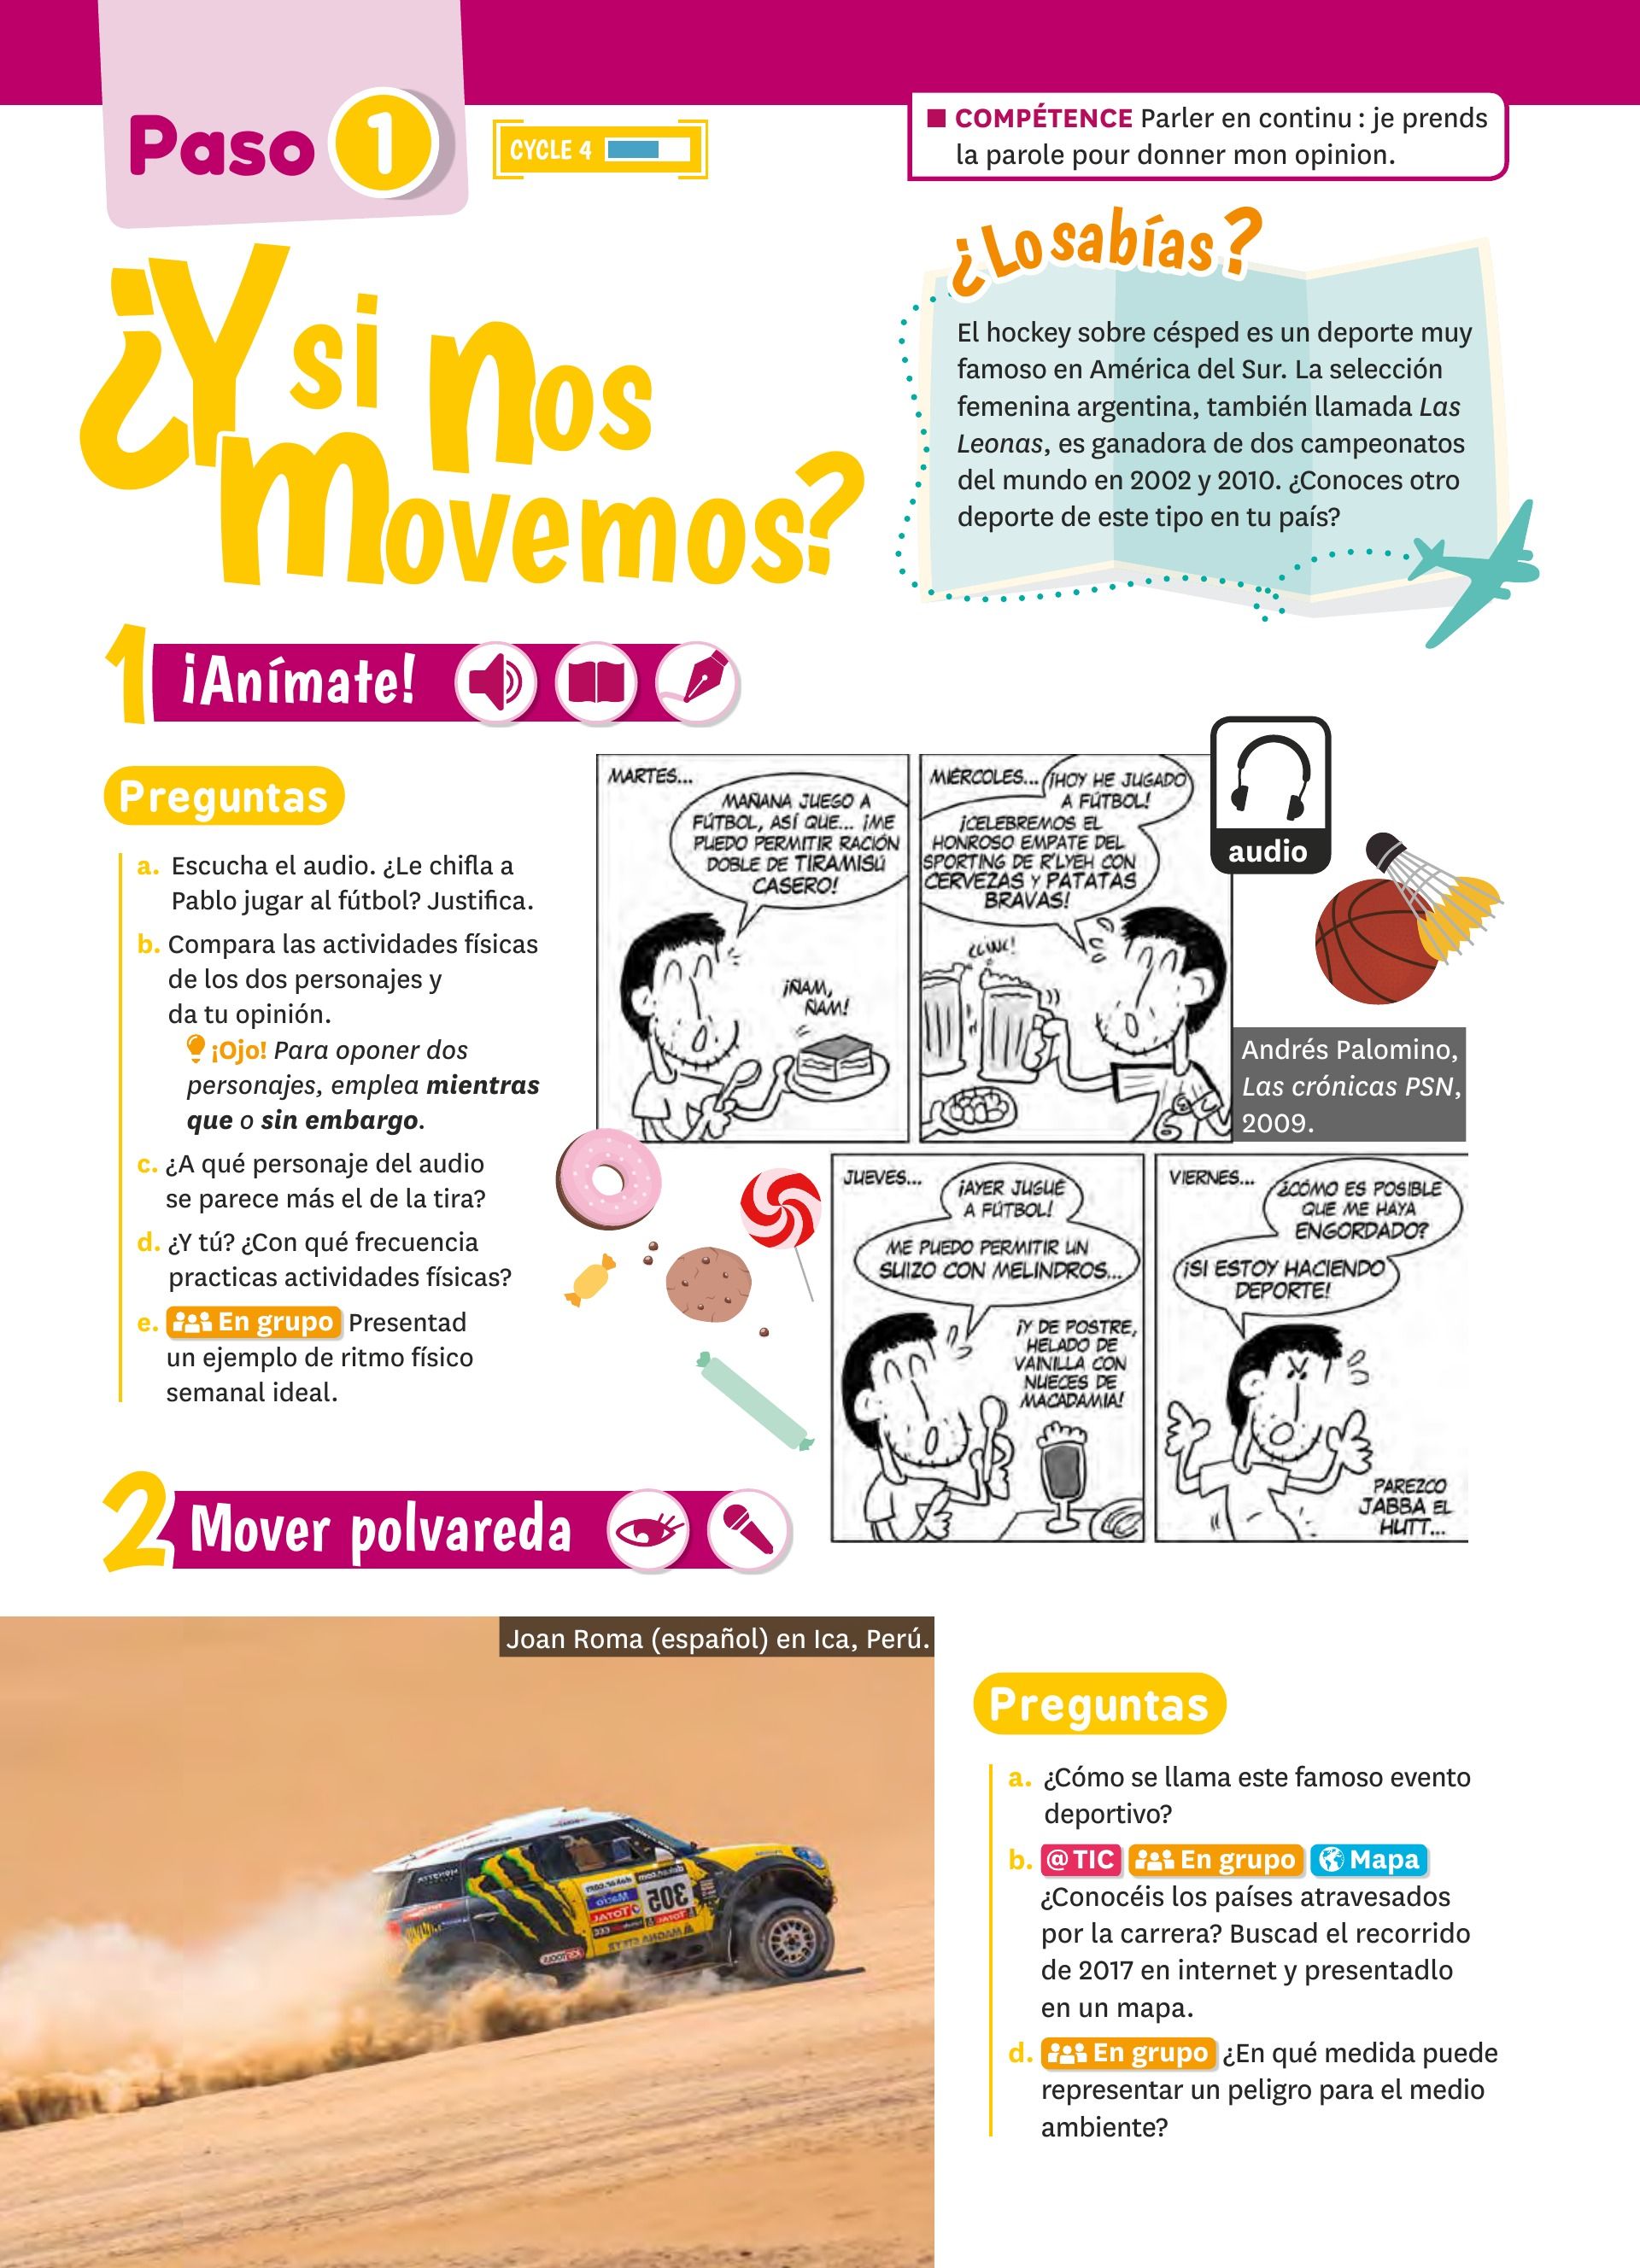 Paso 1
CYCLE 4
■ COMPÉTENCE Parler en continu : je prends
la parole pour donner mon opinion.
¿Y si nos
movemos?
¿Lo sabías?
El hockey sobre césped es un deporte muy
famoso en América del Sur. La selección
femenina argentina, también llamada Las
Leonas, es ganadora de dos campeonatos
del mundo en 2002 y 2010. ¿Conoces otro
deporte de este tipo en tu país?
1 ¡Anímate!
Preguntas
a. Escucha el audio. ¿Le chifla a
Pablo jugar al fútbol? Justifica.
b. Compara las actividades físicas
de los dos personajes y
da tu opinión.
¡Ojo! Para oponer dos
personajes, emplea mientras
que o sin embargo.
c. ¿A qué personaje del audio
se parece más el de la tira?
d. ¿Y tú? ¿Con qué frecuencia
practicas actividades físicas?
e. En grupo Presentad
un ejemplo de ritmo físico
semanal ideal.
MARTES...
MAÑANA JUEGO A
FÚTBOL, ASÍ QUE... ¡ME
PUEDO PERMITIR RACIÓN
DOBLE DE TIRAMISÚ
CASERO!
¡ÑAM,
ÑAM!
MIÉRCOLES...
¡HOY HE JUGADO
A FÚTBOL!
¡CELEBREMOS EL
HONROSO EMPATE DEL
SPORTING DE R'LYEH CON
CERVEZAS Y PATATAS
BRAVAS!
¡CLINC!
audio
Andrés Palomino,
Las crónicas PSN,
2009.
JUEVES...
¡AYER JUGUÉ
A FÚTBOL!
ME PUEDO PERMITIR UN
SUIZO CON MELINDROS...
¡Y DE POSTRE,
HELADO DE
VAINILLA CON
NUECES DE
MACADAMIA!
VIERNES...
¿CÓMO ES POSIBLE
QUE ME HAYA
ENGORDADO?
¡SI ESTOY HACIENDO
DEPORTE!
PAREZCO
JABBA EL
HUTT...
2 Mover polvareda
Joan Roma (español) en Ica, Perú.
305
TOTAL
Preguntas
a. ¿Cómo se llama este famoso evento
deportivo?
b. @ TIC En grupo Mapa
¿Conocéis los países atravesados
por la carrera? Buscad el recorrido
de 2017 en internet y presentadlo
en un mapa.
d. En grupo ¿En qué medida puede
representar un peligro para el medio
ambiente?